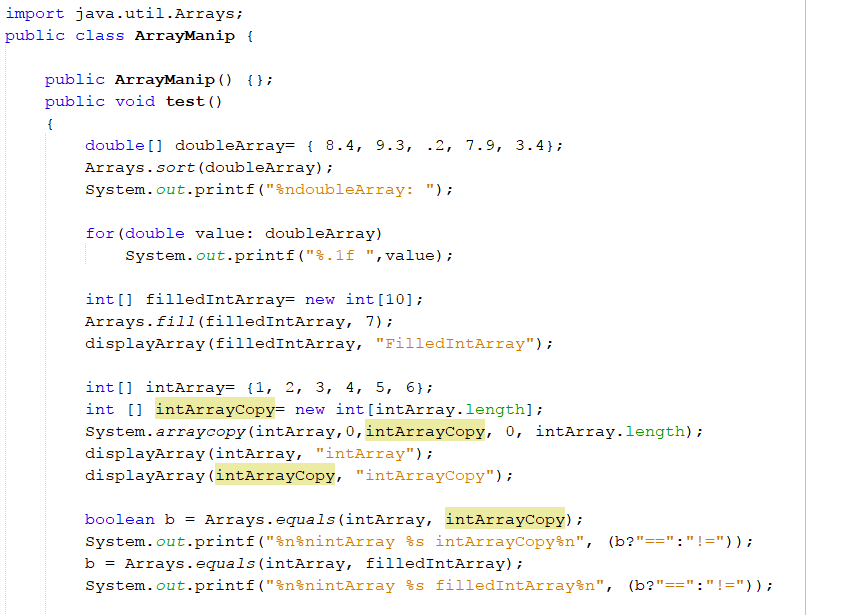 import java.util.Arrays;
public class ArrayManip {
public ArrayManip() {};
public void test()
{
double[] doubleArray= { 8.4, 9.3, .2, 7.9, 3.4};
Arrays.sort(doubleArray);
System.out.printf("%ndoubleArray: ");
for(double value: doubleArray)
System.out.printf("%.1f ",value);
int[] filledIntArray= new int[10];
Arrays.fill(filledIntArray, 7);
displayArray(filledIntArray, "FilledIntArray");
int[] intArray= {1, 2, 3, 4, 5, 6};
int [] intArrayCopy= new int[intArray.length];
System.arraycopy(intArray,0,intArrayCopy, 0, intArray.length);
displayArray(intArray, "intArray");
displayArray(intArrayCopy, "intArrayCopy");
boolean b = Arrays.equals(intArray, intArrayCopy);
System.out.printf("%n%nintArray %s intArrayCopy%n", (b?"==":"!="));
b = Arrays.equals(intArray, filledIntArray);
System.out.printf("%n%nintArray %s filledIntArray%n", (b?"==":"!="));